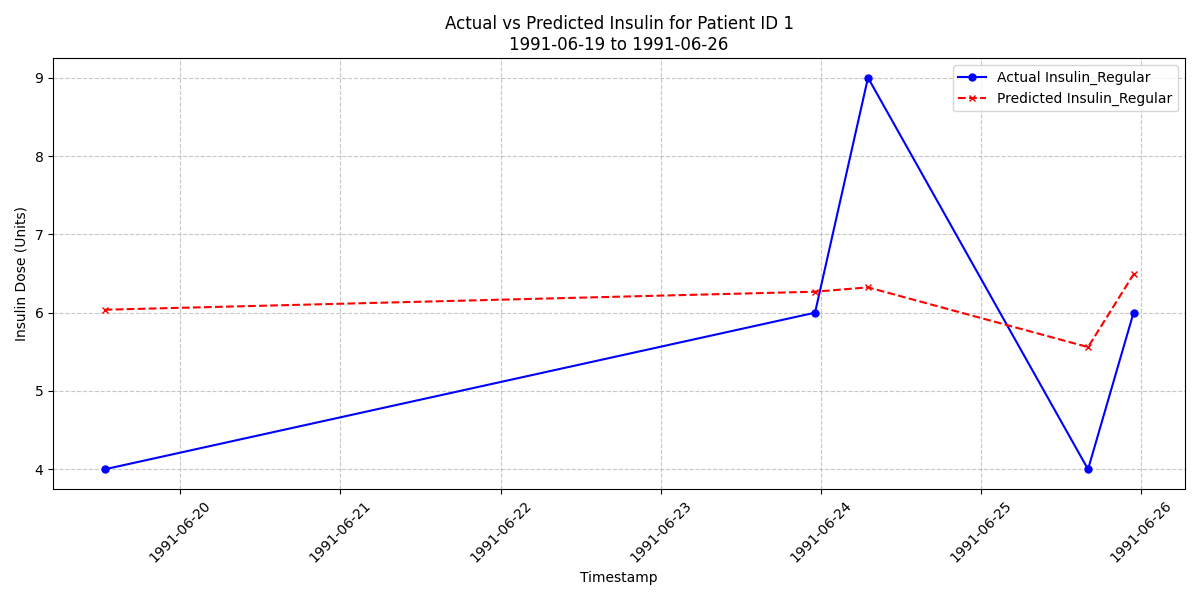 Actual vs Predicted Insulin for Patient ID 1
1991-06-19 to 1991-06-26
Actual Insulin_Regular
Predicted Insulin_Regular
Insulin Dose (Units)
9
8
7
6
5
4
1991-06-20
1991-06-21
1991-06-22
1991-06-23
1991-06-24
1991-06-25
1991-06-26
Timestamp